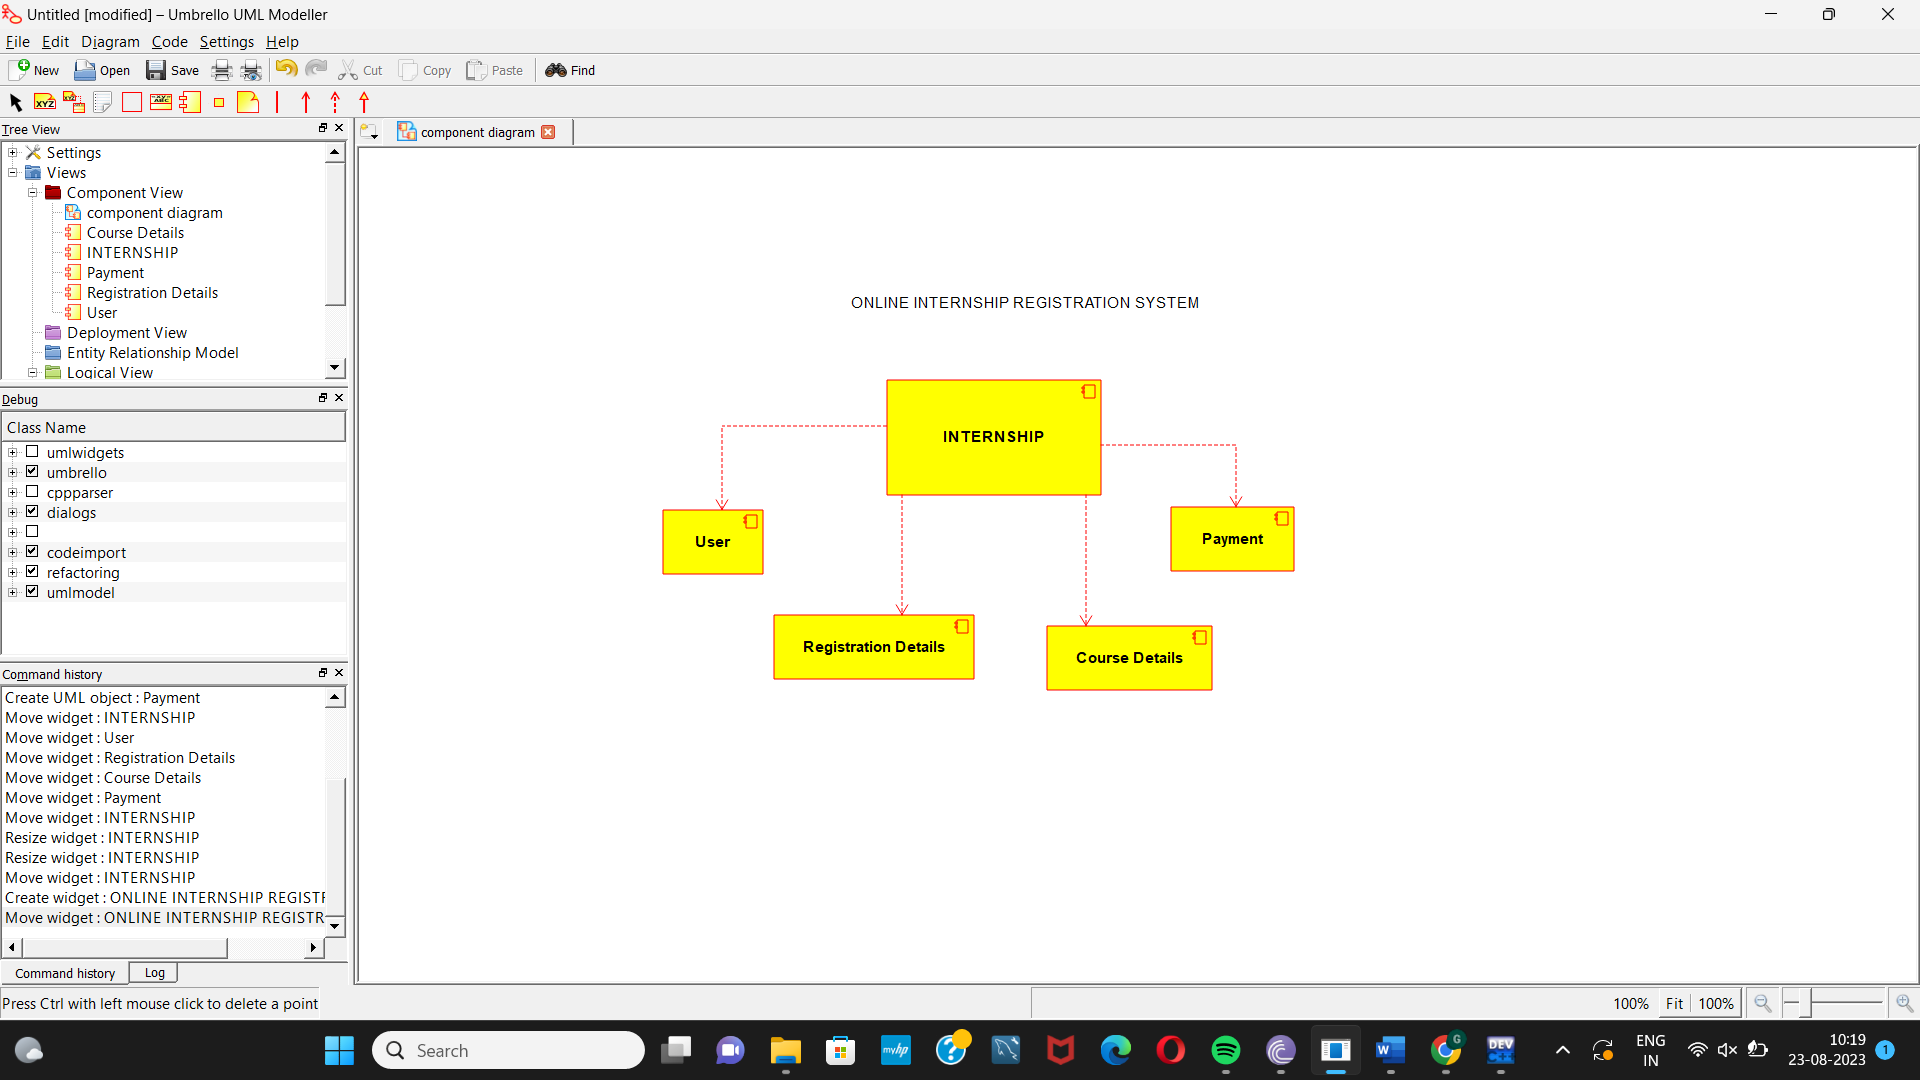 Untitled [modified] – Umbrello UML Modeller
File Edit Diagram Code Settings Help
New Open Save Cut Copy Paste Find
XYZ XYZ
Tree View
component diagram
Settings
Views
Component View
component diagram
Course Details
INTERNSHIP
Payment
Registration Details
User
Deployment View
Entity Relationship Model
Logical View
Debug
Class Name
umlwidgets
umbrello
cppparser
dialogs
codeimport
refactoring
umlmodel
Command history
Create UML object : Payment
Move widget : INTERNSHIP
Move widget : User
Move widget : Registration Details
Move widget : Course Details
Move widget : Payment
Move widget : INTERNSHIP
Resize widget : INTERNSHIP
Resize widget : INTERNSHIP
Move widget : INTERNSHIP
Create widget : ONLINE INTERNSHIP REGISTR
Move widget : ONLINE INTERNSHIP REGISTR
Command history Log
ONLINE INTERNSHIP REGISTRATION SYSTEM
INTERNSHIP
User
Payment
Registration Details
Course Details
Press Ctrl with left mouse click to delete a point
100% Fit 100%
Search
myhp
?
W
G
DEV
C++
ENG
IN
10:19
23-08-2023
1